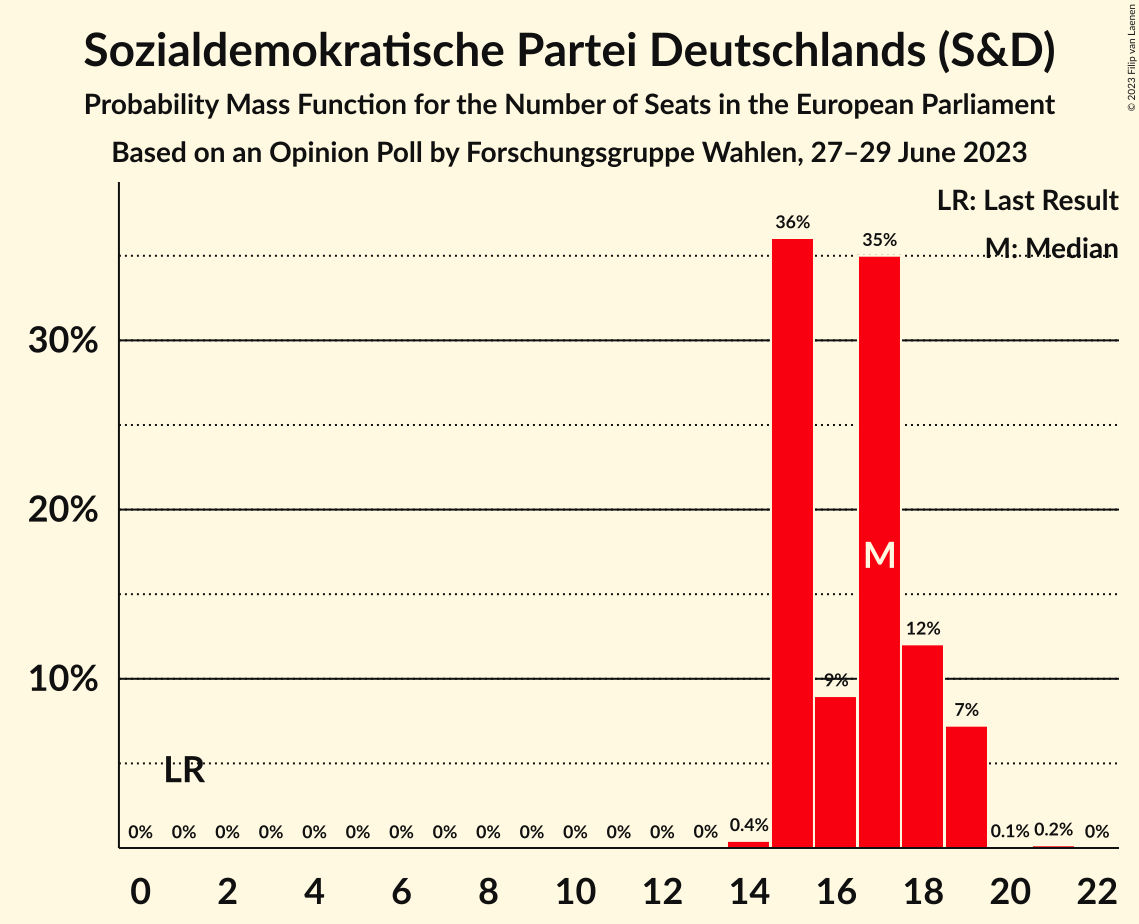 Sozialdemokratische Partei Deutschlands (S&D)
Probability Mass Function for the Number of Seats in the European Parliament
Based on an Opinion Poll by Forschungsgruppe Wahlen, 27–29 June 2023
© 2023 Filip van Laenen
LR: Last Result
M: Median
36%
35%
30%
20%
M
12%
10%
9%
7%
LR
0% 0% 0% 0% 0% 0% 0% 0% 0% 0% 0% 0% 0% 0% 0.4% 0.1% 0.2% 0%
0 2 4 6 8 10 12 14 16 18 20 22